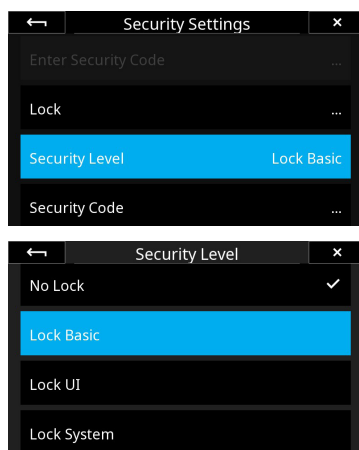 Security Settings
Enter Security Code ...
Lock ...
Security Level Lock Basic
Security Code ...
Security Level
No Lock
Lock Basic
Lock UI
Lock System